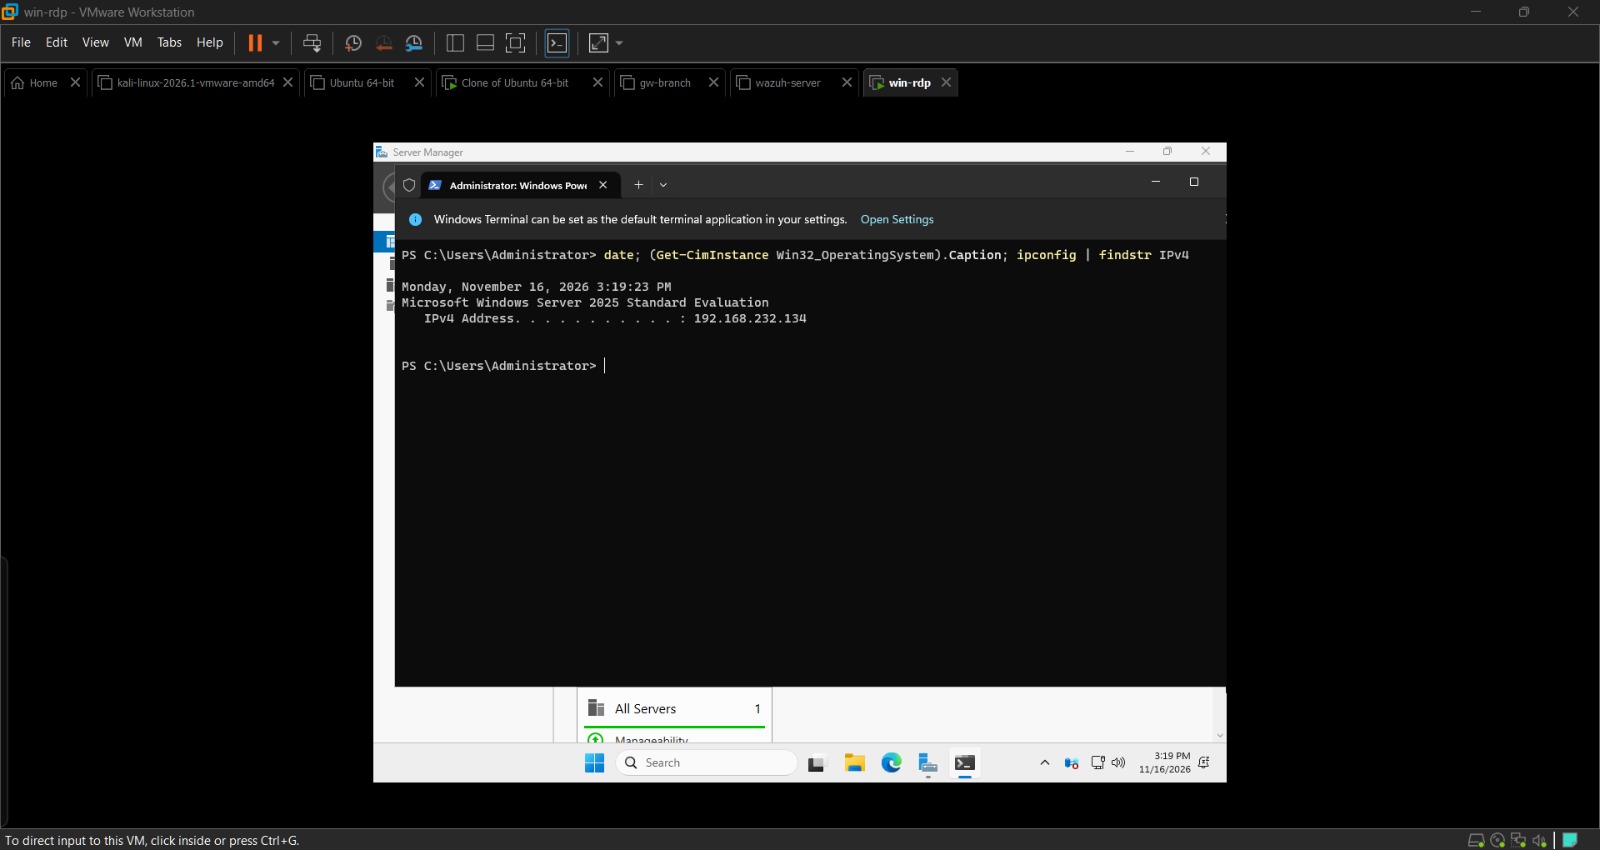 win-rdp - VMware Workstation
File Edit View VM Tabs Help
Home kali-linux-2026.1-vmware-amd64 Ubuntu 64-bit Clone of Ubuntu 64-bit gw-branch wazuh-server win-rdp
Server Manager
Administrator: Windows Powe
Windows Terminal can be set as the default terminal application in your settings. Open Settings
PS C:\Users\Administrator> date; (Get-CimInstance Win32_OperatingSystem).Caption; ipconfig | findstr IPv4
Monday, November 16, 2026 3:19:23 PM
Microsoft Windows Server 2025 Standard Evaluation
IPv4 Address. . . . . . . . . . . : 192.168.232.134
PS C:\Users\Administrator>
All Servers 1
Manageability
Search
3:19 PM
11/16/2026
To direct input to this VM, click inside or press Ctrl+G.